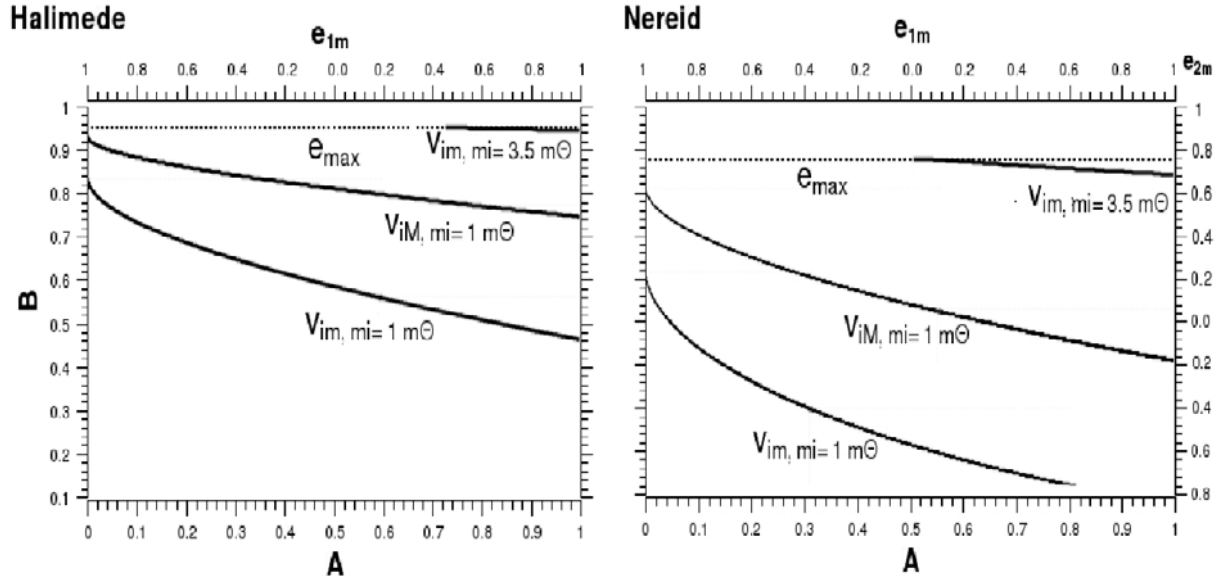 Halimede
Nereid
e1m
e1m
1 0.8 0.6 0.4 0.2 0.0 0.2 0.4 0.6 0.8 1
1 0.8 0.6 0.4 0.2 0.0 0.2 0.4 0.6 0.8 1 e2m
1
0.9
0.8
0.7
0.6
0.5
0.4
0.3
0.2
0.1
B
emax
Vim, mi= 3.5 mΘ
ViM, mi= 1 mΘ
Vim, mi= 1 mΘ
0 0.1 0.2 0.3 0.4 0.5 0.6 0.7 0.8 0.9 1
A
emax
Vim, mi= 3.5 mΘ
ViM, mi= 1 mΘ
Vim, mi= 1 mΘ
1
0.8
0.6
0.4
0.2
0.0
0.2
0.4
0.6
0.8
0 0.1 0.2 0.3 0.4 0.5 0.6 0.7 0.8 0.9 1
A